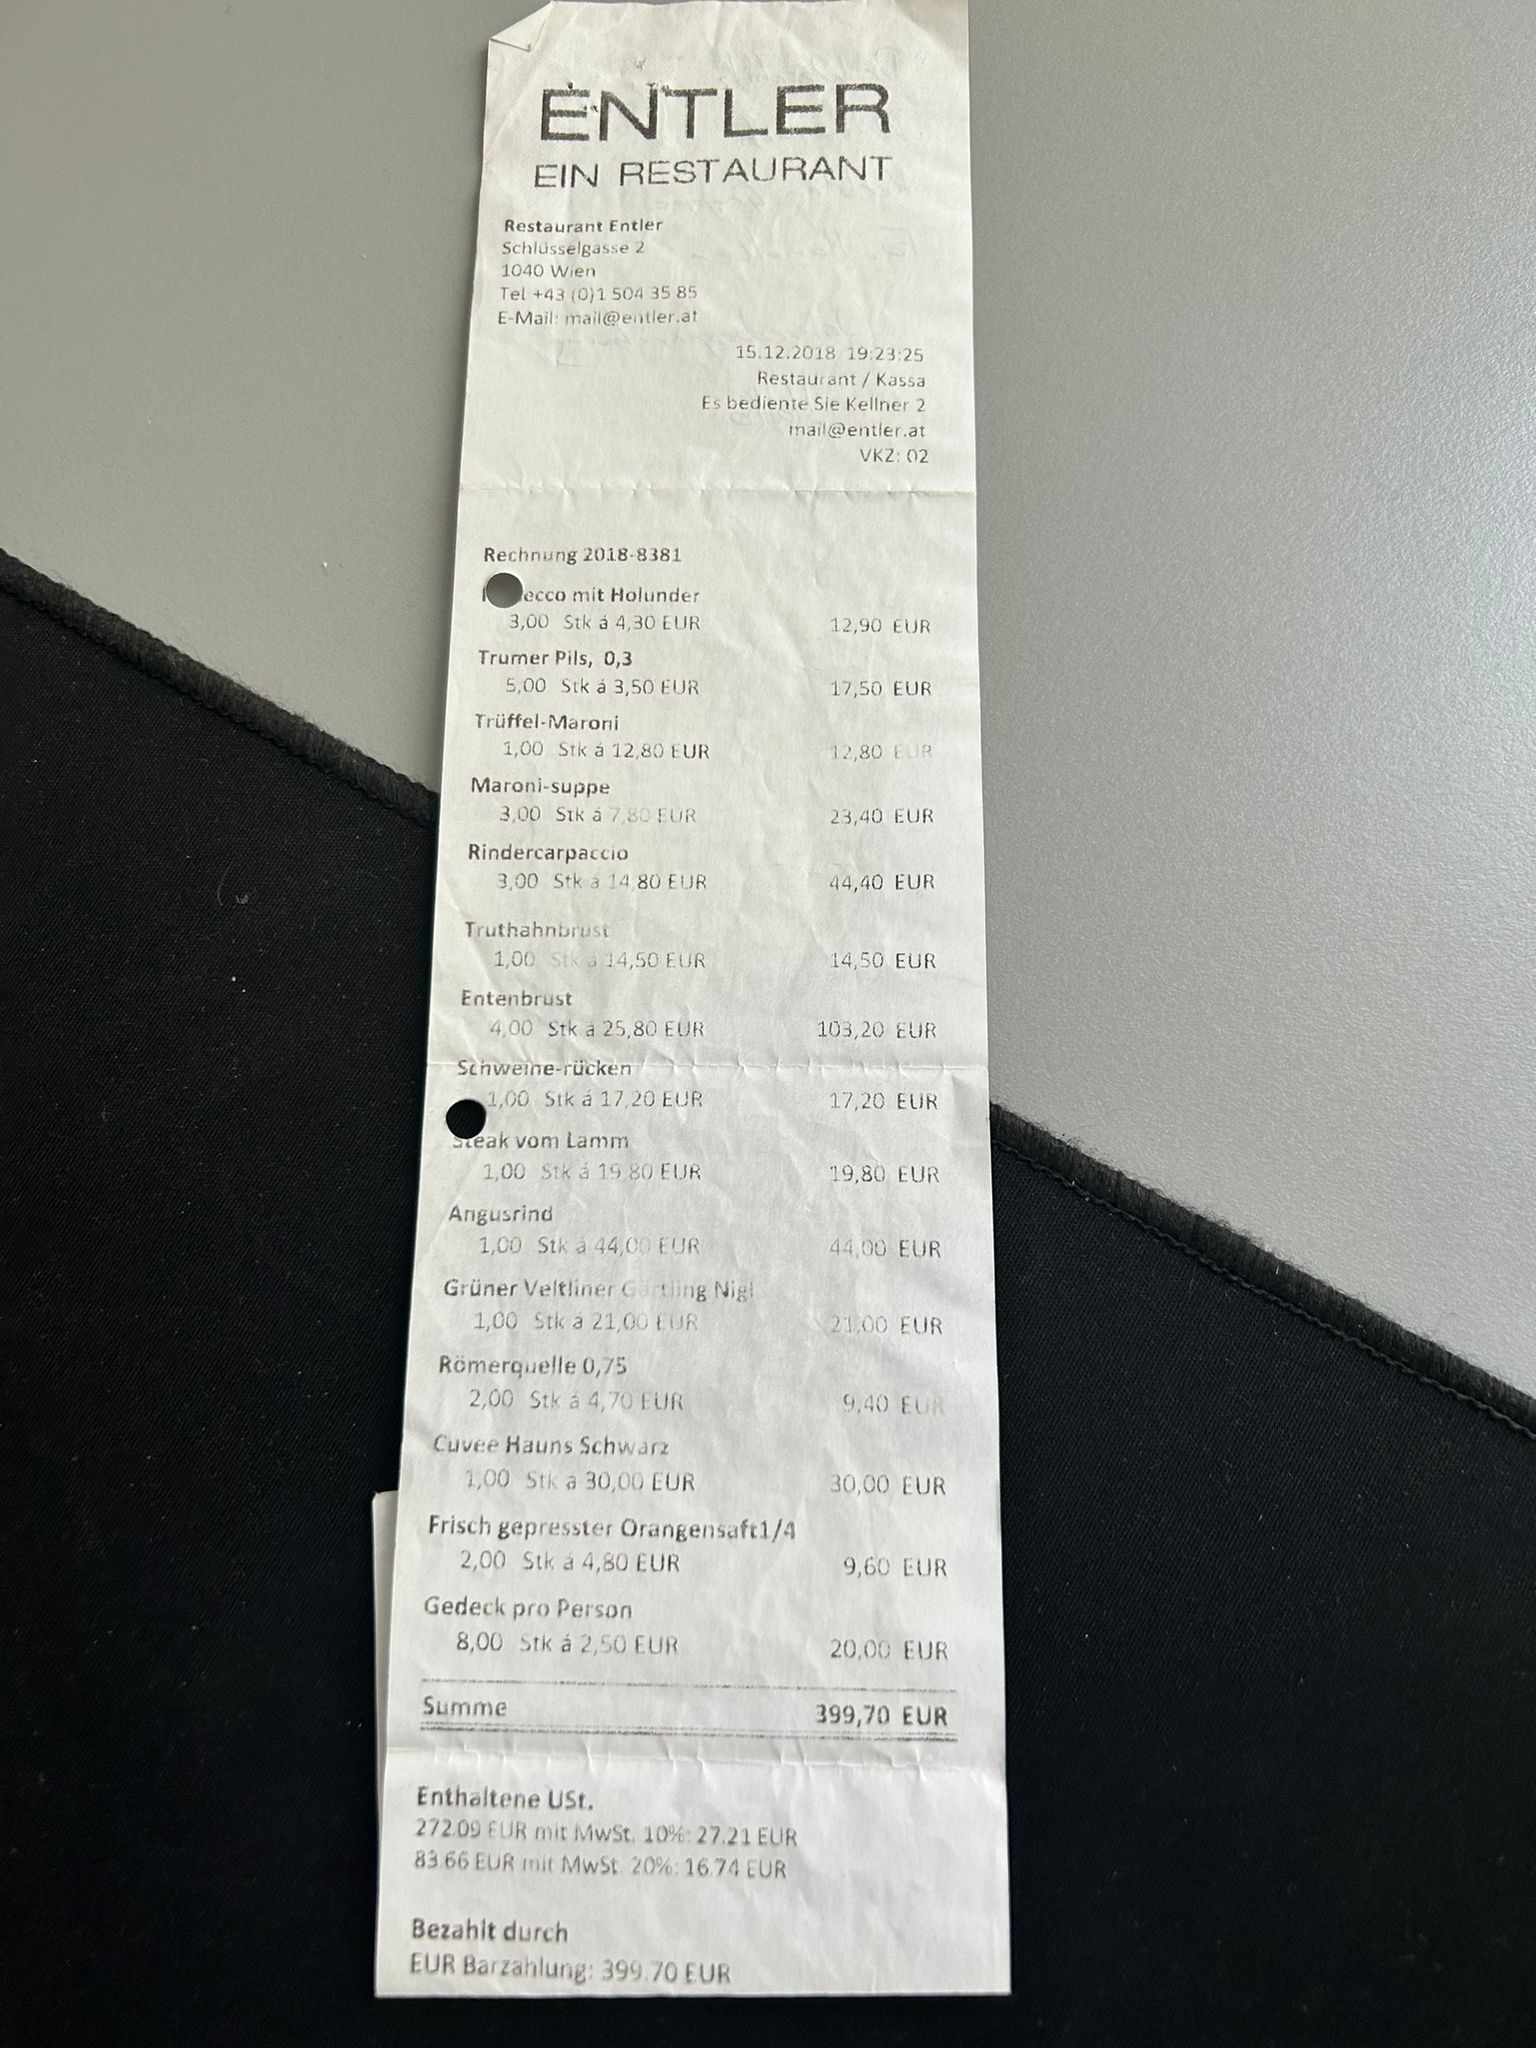 ENTLER
EIN RESTAURANT
Restaurant Entler
Schlüsselgasse 2
1040 Wien
Tel +43 (0)1 504 35 85
E-Mail: mail@entler.at
15.12.2018 19:23:25
Restaurant / Kassa
Es bediente Sie Kellner 2
mail@entler.at
VKZ: 02
Rechnung 2018-8381
mit Holunder
3,00 Stk á 4,30 EUR 12,90 EUR
Trumer Pils, 0,3
5,00 Stk á 3,50 EUR 17,50 EUR
Trüffel-Maroni
1,00 Stk á 12,80 EUR 12,80 EUR
Maroni-suppe
3,00 Stk á 7,80 EUR 23,40 EUR
Rindercarpaccio
3,00 Stk á 14,80 EUR 44,40 EUR
Truthahnbrust
1,00 Stk á 14,50 EUR 14,50 EUR
Entenbrust
4,00 Stk á 25,80 EUR 103,20 EUR
Schweine-rücken
1,00 Stk á 17,20 EUR 17,20 EUR
Steak vom Lamm
1,00 Stk á 19,80 EUR 19,80 EUR
Angusrind
1,00 Stk á 44,00 EUR 44,00 EUR
Grüner Veltliner Gärtling Nigl
1,00 Stk á 21,00 EUR 21,00 EUR
Römerquelle 0,75
2,00 Stk á 4,70 EUR 9,40 EUR
Cuvee Hauns Schwarz
1,00 Stk á 30,00 EUR 30,00 EUR
Frisch gepresster Orangensaft1/4
2,00 Stk á 4,80 EUR 9,60 EUR
Gedeck pro Person
8,00 Stk á 2,50 EUR 20,00 EUR
Summe 399,70 EUR
Enthaltene USt.
272.09 EUR mit MwSt. 10%: 27.21 EUR
83.66 EUR mit MwSt. 20%: 16.74 EUR
Bezahlt durch
EUR Barzahlung: 399.70 EUR